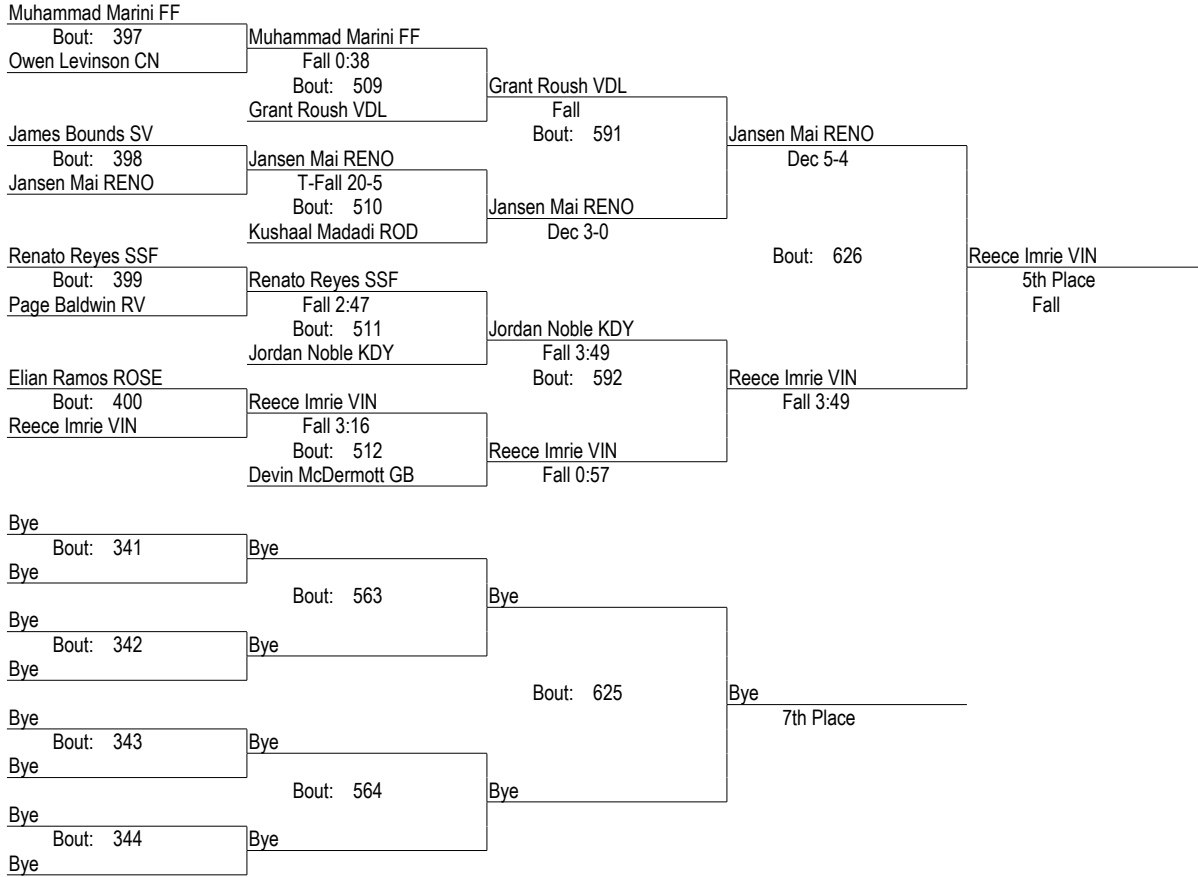 Muhammad Marini FF
Bout: 397
Muhammad Marini FF
Owen Levinson CN
Fall 0:38
Bout: 509
Grant Roush VDL
Grant Roush VDL
Fall
James Bounds SV
Bout: 591
Jansen Mai RENO
Bout: 398
Jansen Mai RENO
Dec 5-4
Jansen Mai RENO
T-Fall 20-5
Bout: 510
Jansen Mai RENO
Kushaal Madadi ROD
Dec 3-0
Renato Reyes SSF
Bout: 626
Reece Imrie VIN
Bout: 399
Renato Reyes SSF
5th Place
Page Baldwin RV
Fall 2:47
Fall
Bout: 511
Jordan Noble KDY
Jordan Noble KDY
Fall 3:49
Elian Ramos ROSE
Bout: 592
Reece Imrie VIN
Bout: 400
Reece Imrie VIN
Fall 3:49
Reece Imrie VIN
Fall 3:16
Bout: 512
Reece Imrie VIN
Devin McDermott GB
Fall 0:57
Bye
Bout: 341
Bye
Bye
Bout: 563
Bye
Bye
Bout: 342
Bye
Bye
Bout: 625
Bye
Bye
7th Place
Bout: 343
Bye
Bye
Bout: 564
Bye
Bye
Bout: 344
Bye
Bye